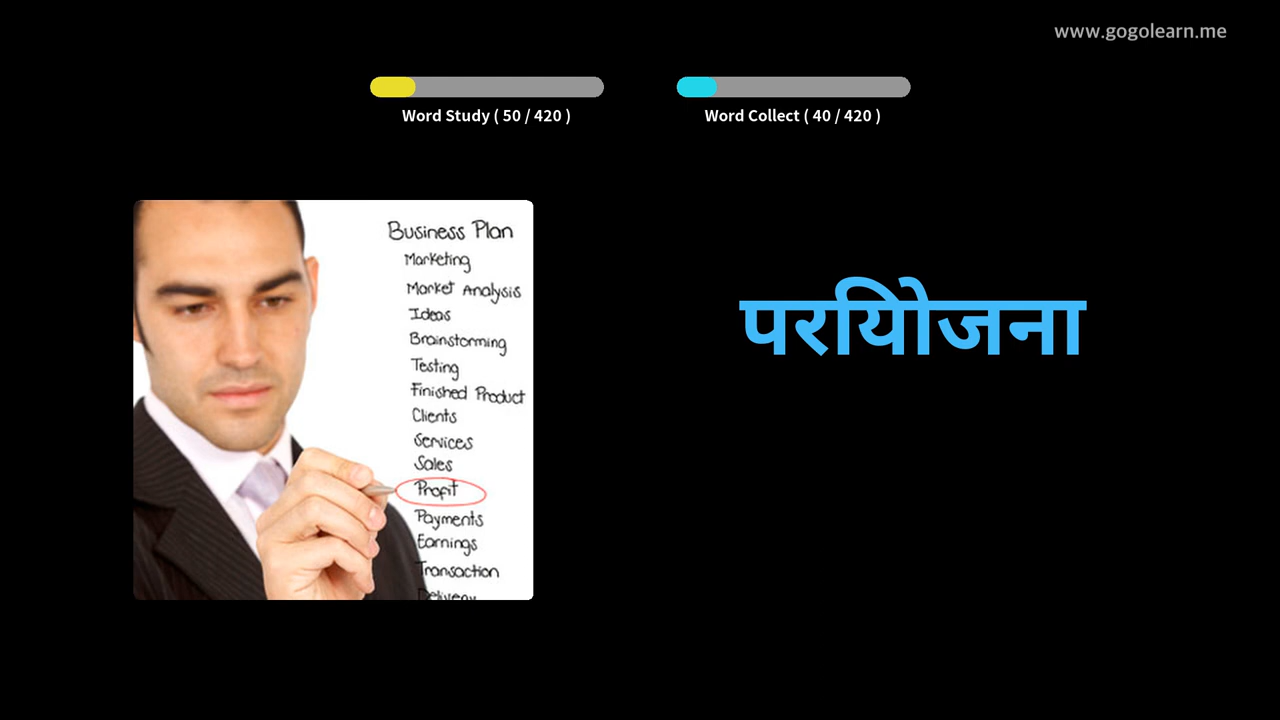 www.gogolearn.me
Word Study ( 50 / 420 )
Word Collect ( 40 / 420 )
Business Plan
Marketing
Market Analysis
Ideas
Brainstorming
Testing
Finished Product
Clients
Services
Sales
Profit
Payments
Earnings
Transaction
Delivery
परियोजना